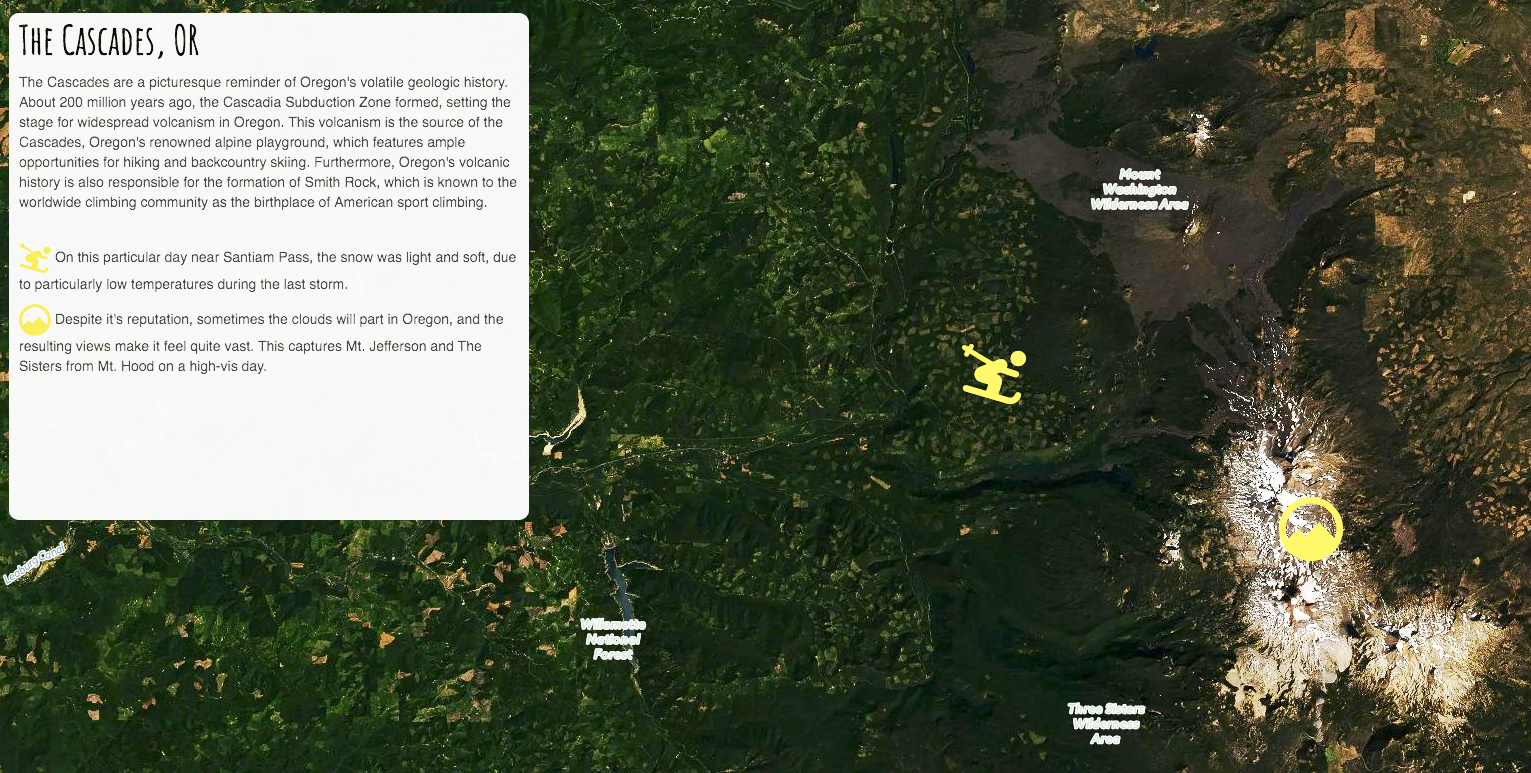 The Cascades, OR
The Cascades are a picturesque reminder of Oregon's volatile geologic history.
About 200 million years ago, the Cascadia Subduction Zone formed, setting the
stage for widespread volcanism in Oregon. This volcanism is the source of the
Cascades, Oregon's renowned alpine playground, which features ample
opportunities for hiking and backcountry skiing. Furthermore, Oregon's volcanic
history is also responsible for the formation of Smith Rock, which is known to the
worldwide climbing community as the birthplace of American sport climbing.
On this particular day near Santiam Pass, the snow was light and soft, due
to particularly low temperatures during the last storm.
Despite it's reputation, sometimes the clouds will part in Oregon, and the
resulting views make it feel quite vast. This captures Mt. Jefferson and The
Sisters from Mt. Hood on a high-vis day.
Mount
Washington
Wilderness Area
Leaburg Canal
Willamette
National
Forest
Three Sisters
Wilderness
Area